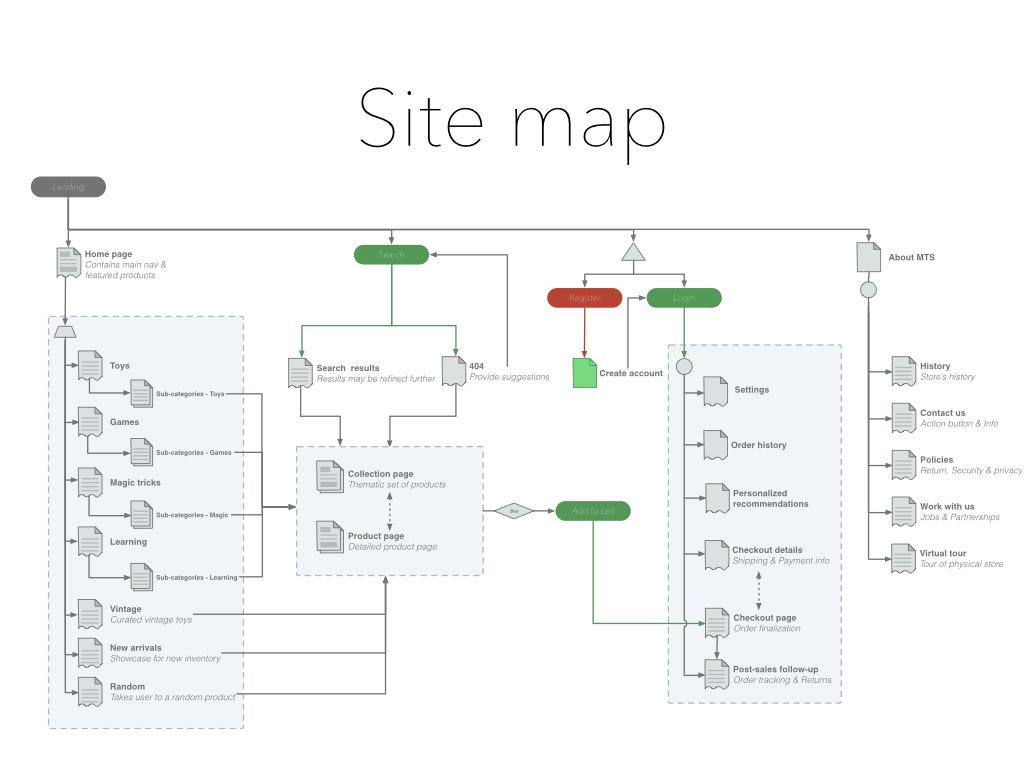 Site map
Landing
Home page
Contains main nav &
featured products
Search
Register
Login
About MTS
Toys
Sub-categories - Toys
Games
Sub-categories - Games
Magic tricks
Sub-categories - Magic
Learning
Sub-categories - Learning
Vintage
Curated vintage toys
New arrivals
Showcase for new inventory
Random
Takes user to a random product
Search results
Results may be refined further
404
Provide suggestions
Collection page
Thematic set of products
Product page
Detailed product page
Buy
Add to cart
Create account
Settings
Order history
Personalized
recommendations
Checkout details
Shipping & Payment info
Checkout page
Order finalization
Post-sales follow-up
Order tracking & Returns
History
Store's history
Contact us
Action button & Info
Policies
Return, Security & privacy
Work with us
Jobs & Partnerships
Virtual tour
Tour of physical store